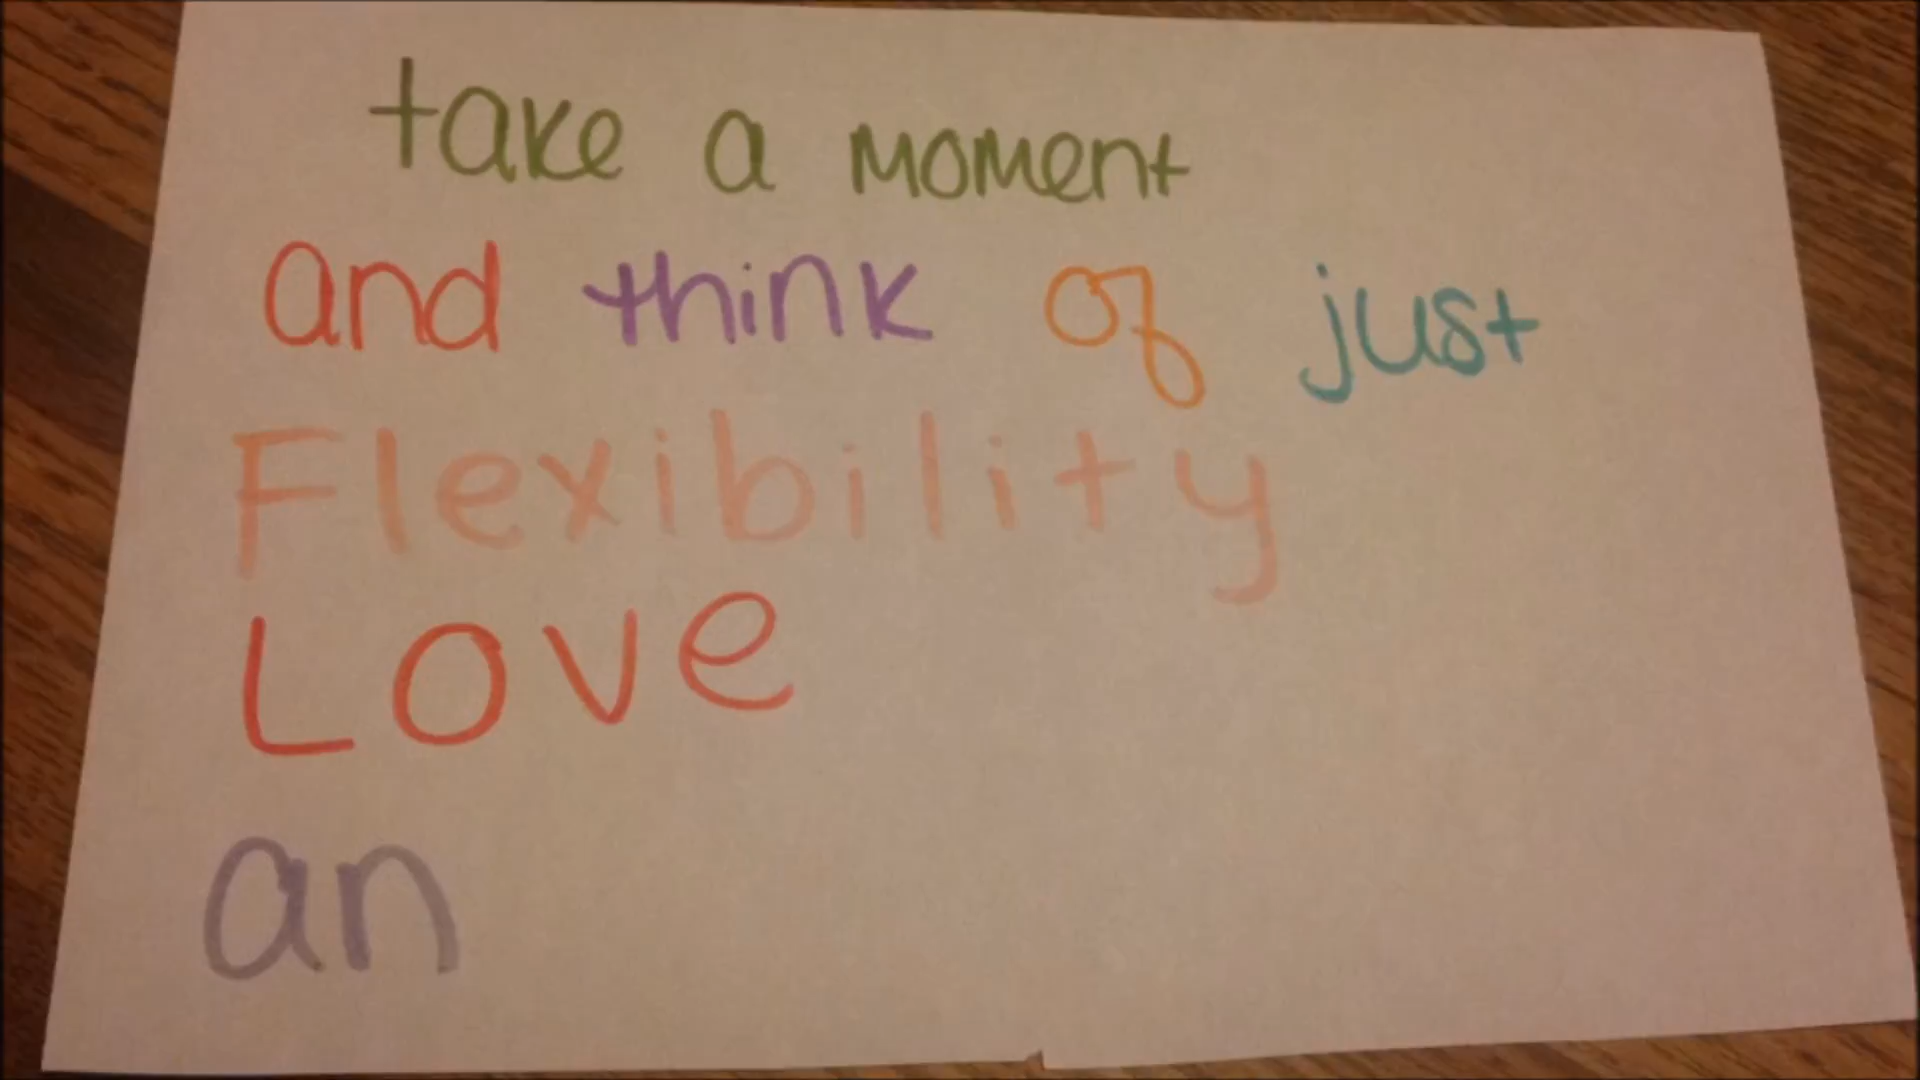 take a moment
and think of just
Flexibility
Love
an